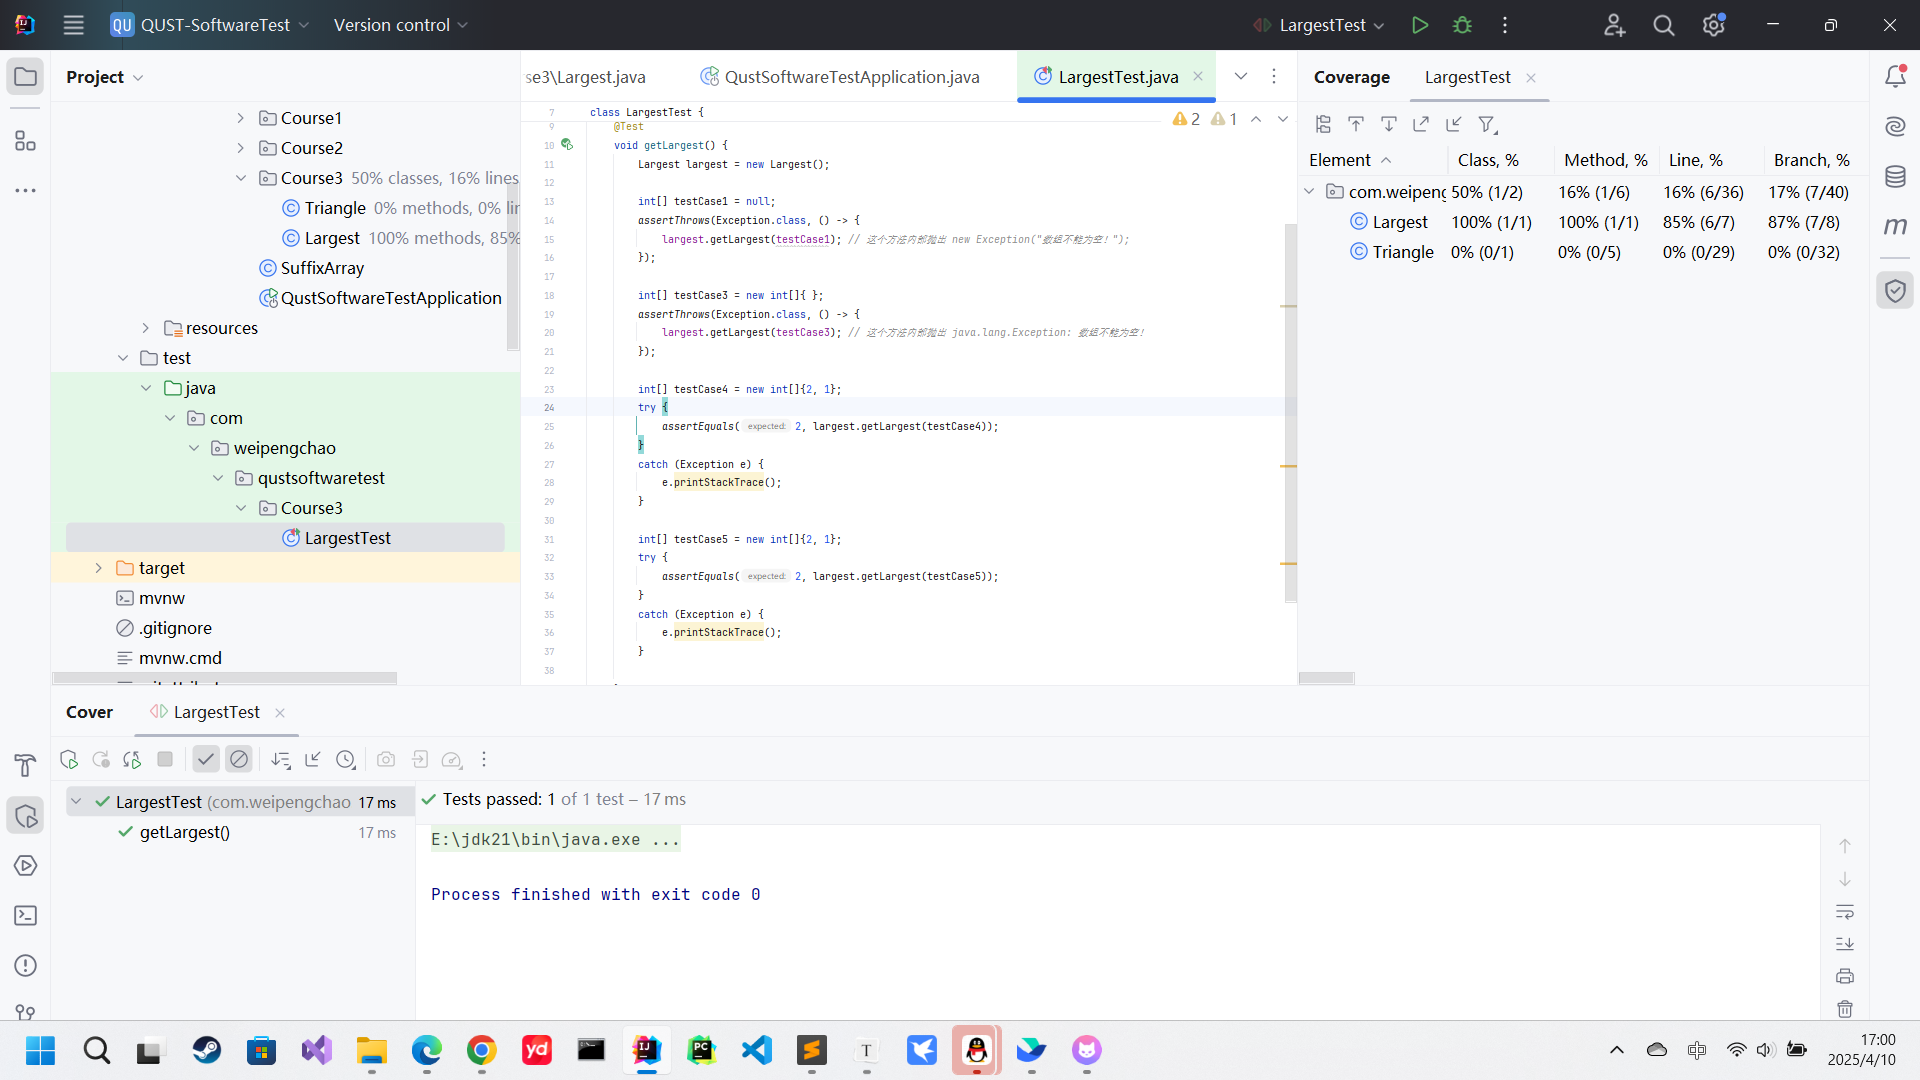 QU QUST-SoftwareTest Version control LargestTest
Project
se3\Largest.java QustSoftwareTestApplication.java LargestTest.java
Coverage LargestTest
Course1
Course2
Course3 50% classes, 16% lines
Triangle 0% methods, 0% lin
Largest 100% methods, 85%
SuffixArray
QustSoftwareTestApplication
resources
test
java
com
weipengchao
qustsoftwaretest
Course3
LargestTest
target
mvnw
.gitignore
mvnw.cmd
2 1
7 class LargestTest {
9 @Test
10 void getLargest() {
11 Largest largest = new Largest();
12
13 int[] testCase1 = null;
14 assertThrows(Exception.class, () -> {
15 largest.getLargest(testCase1); // 这个方法内部抛出 new Exception("数组不能为空！");
16 });
17
18 int[] testCase3 = new int[]{ };
19 assertThrows(Exception.class, () -> {
20 largest.getLargest(testCase3); // 这个方法内部抛出 java.lang.Exception: 数组不能为空！
21 });
22
23 int[] testCase4 = new int[]{2, 1};
24 try {
25 assertEquals( expected: 2, largest.getLargest(testCase4));
26 }
27 catch (Exception e) {
28 e.printStackTrace();
29 }
30
31 int[] testCase5 = new int[]{2, 1};
32 try {
33 assertEquals( expected: 2, largest.getLargest(testCase5));
34 }
35 catch (Exception e) {
36 e.printStackTrace();
37 }
38
Element Class, % Method, % Line, % Branch, %
com.weipeng 50% (1/2) 16% (1/6) 16% (6/36) 17% (7/40)
Largest 100% (1/1) 100% (1/1) 85% (6/7) 87% (7/8)
Triangle 0% (0/1) 0% (0/5) 0% (0/29) 0% (0/32)
m
Cover LargestTest
LargestTest (com.weipengchao 17 ms
getLargest() 17 ms
Tests passed: 1 of 1 test – 17 ms
E:\jdk21\bin\java.exe ...
Process finished with exit code 0
yd
IJ
PC
T
中
17:00
2025/4/10